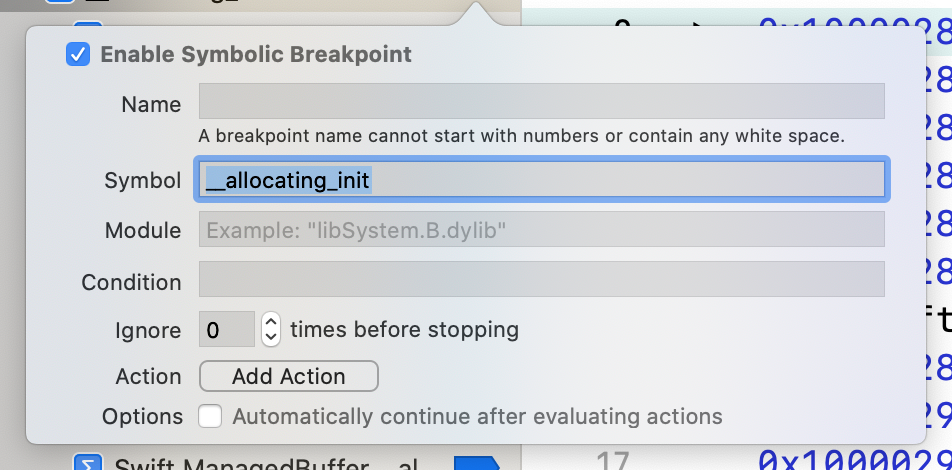 Enable Symbolic Breakpoint
Name
A breakpoint name cannot start with numbers or contain any white space.
Symbol __allocating_init
Module Example: "libSystem.B.dylib"
Condition
Ignore 0 times before stopping
Action Add Action
Options Automatically continue after evaluating actions
Swift.ManagedBuffer.__al
17 0x1000029